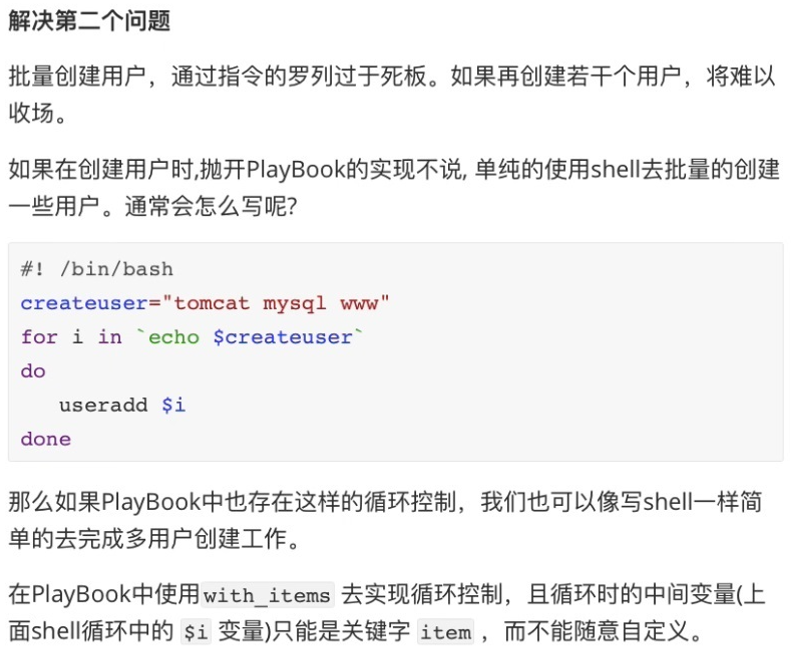 解决第二个问题
批量创建用户，通过指令的罗列过于死板。如果再创建若干个用户，将难以
收场。
如果在创建用户时,抛开PlayBook的实现不说, 单纯的使用shell去批量的创建
一些用户。通常会怎么写呢?
#! /bin/bash
createuser="tomcat mysql www"
for i in `echo $createuser`
do
   useradd $i
done
那么如果PlayBook中也存在这样的循环控制，我们也可以像写shell一样简
单的去完成多用户创建工作。
在PlayBook中使用with_items 去实现循环控制，且循环时的中间变量(上
面shell循环中的 $i 变量)只能是关键字 item ，而不能随意自定义。